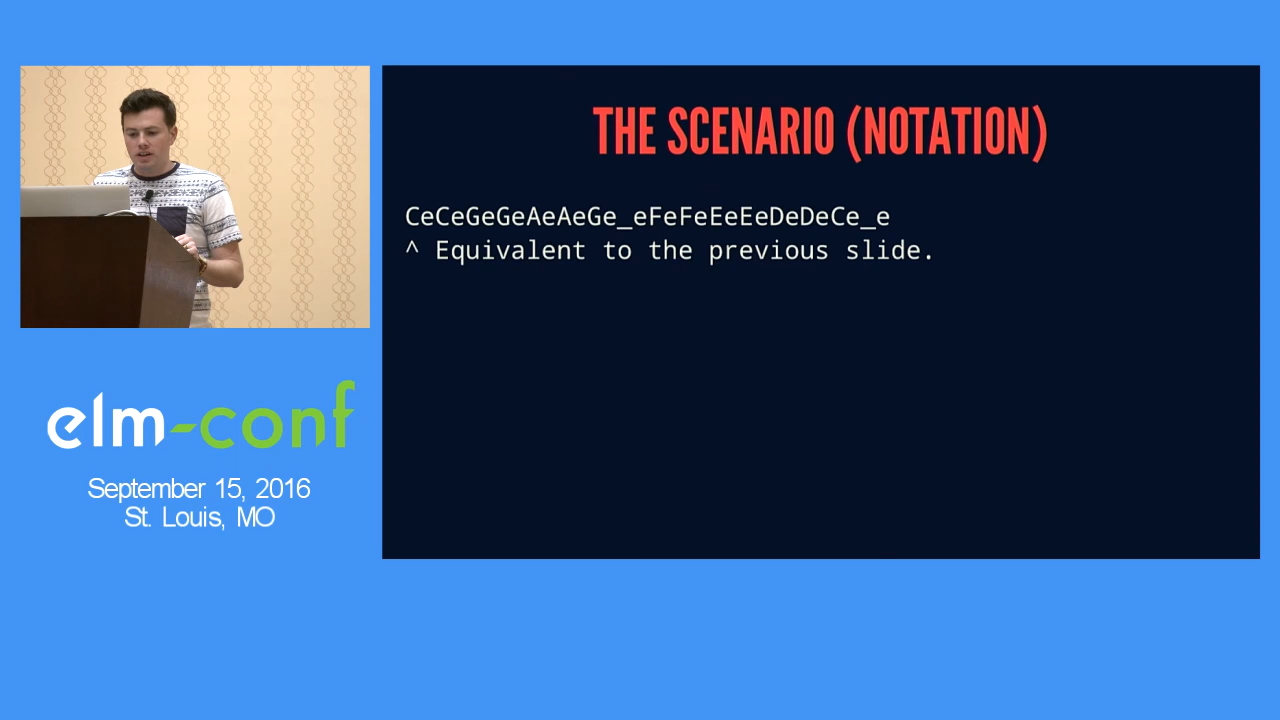 THE SCENARIO (NOTATION)
CeCeGeGeAeAeGe_eFeFeEeEeDeDeCe_e
^ Equivalent to the previous slide.
elm-conf
September 15, 2016
St. Louis, MO